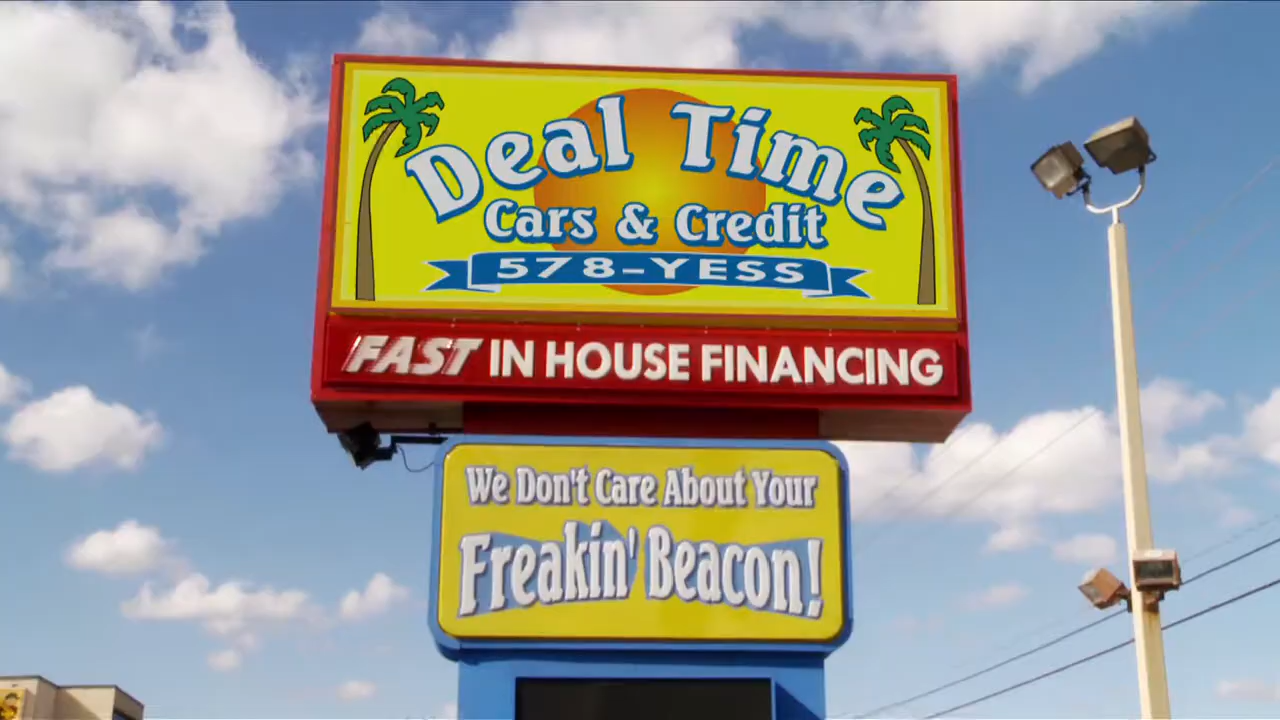 Deal Time
Cars & Credit
578-YESS
FAST IN HOUSE FINANCING
We Don't Care About Your
Freakin' Beacon!